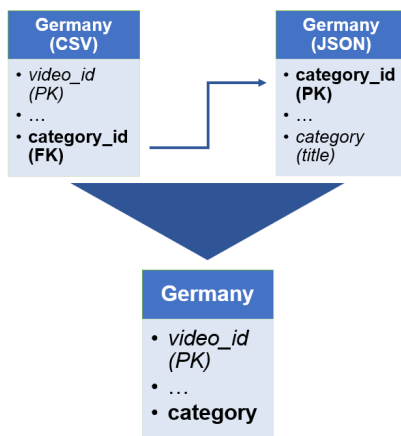 Germany
(CSV)
• video_id
(PK)
• …
• category_id
(FK)
Germany
(JSON)
• category_id
(PK)
• …
• category
(title)
Germany
• video_id
(PK)
• …
• category